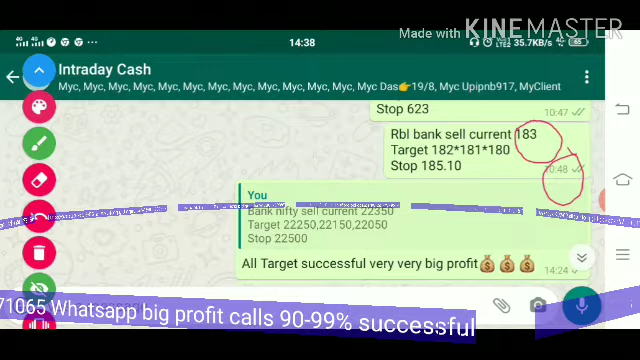 Made with KINEMASTER
14:38
35.7KB/s
65
Intraday Cash
Myc, Myc, Myc, Myc, Myc, Myc, Myc, Myc, Myc, Myc Das👉19/8, Myc Upipnb917, MyClient
Stop 623
10:47
Rbl bank sell current 183
Target 182*181*180
Stop 185.10
10:48
You
Bank nifty sell current 22350
Target 22250,22150,22050
Stop 22500
All Target successful very very big profit💰💰💰
14:24
71065 Whatsapp big profit calls 90-99% successful